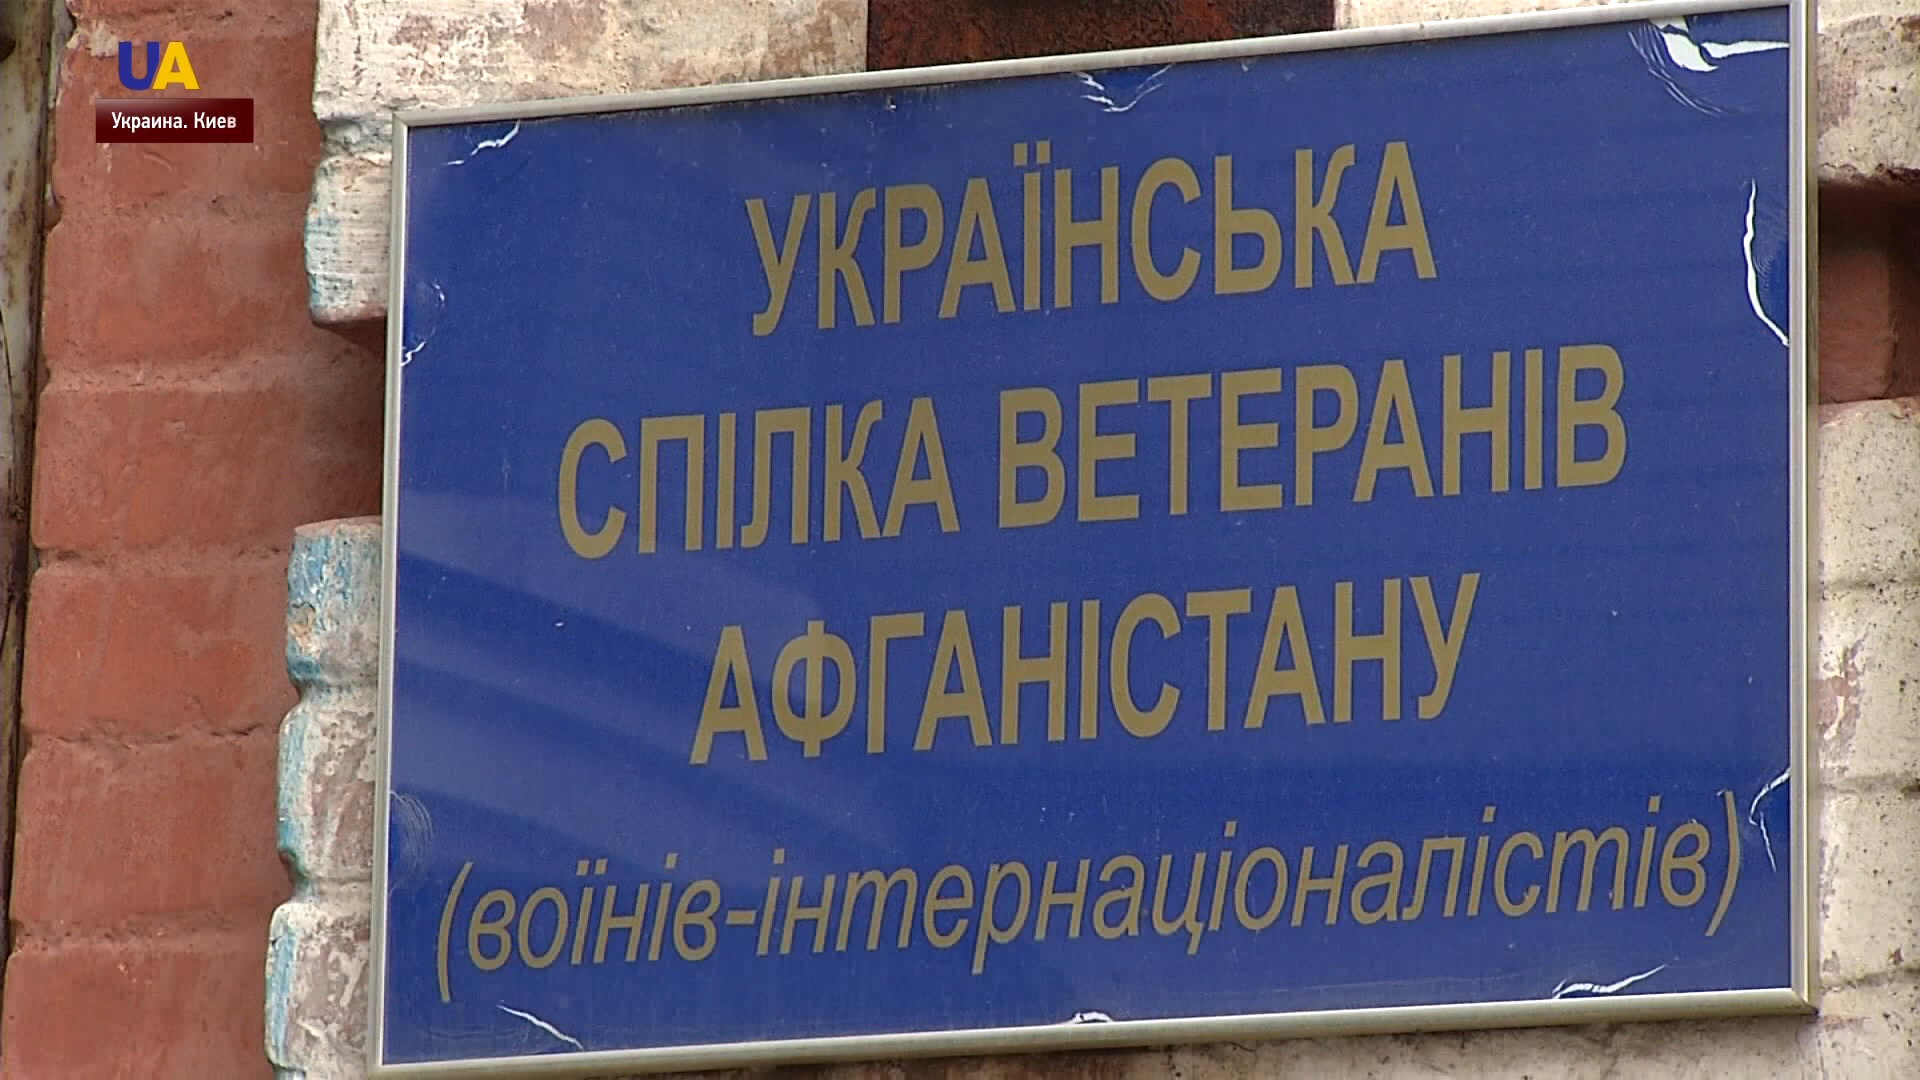 UA
Украина. Киев
УКРАЇНСЬКА
СПІЛКА ВЕТЕРАНІВ
АФГАНІСТАНУ
(воїнів-інтернаціоналістів)